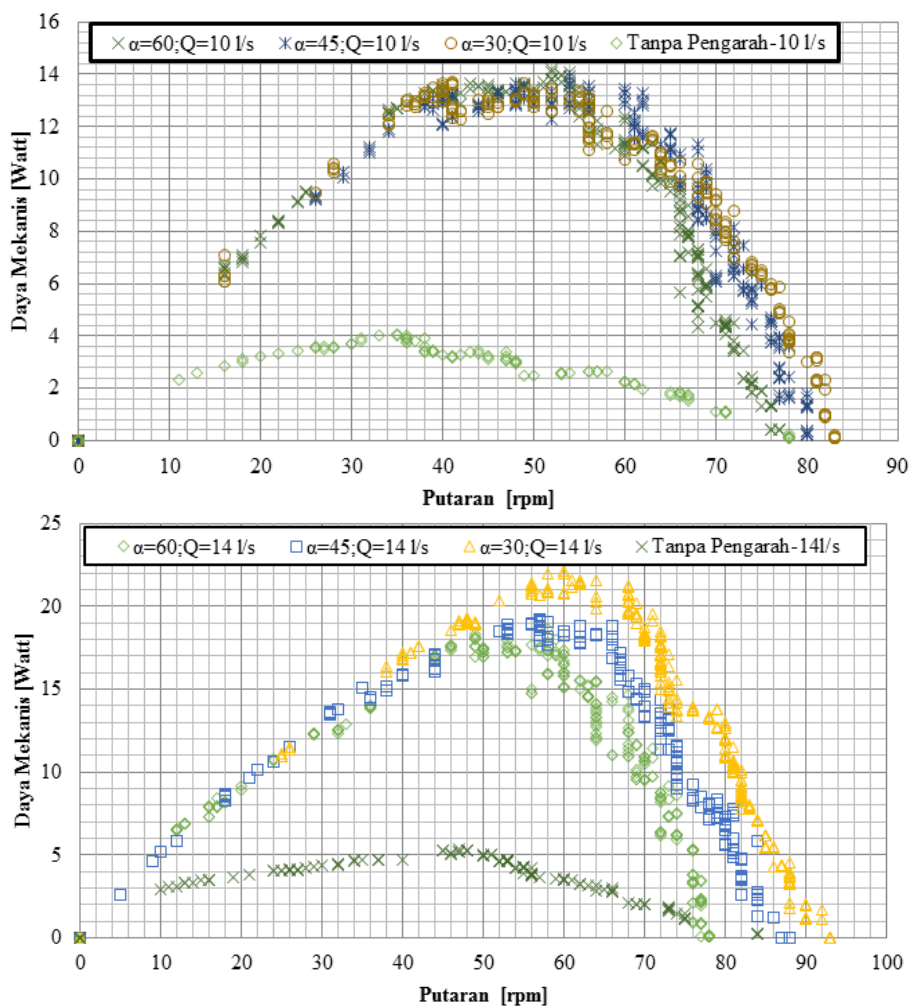 16
14
12
10
8
6
4
2
0
Daya Mekanis [Watt]
α=60;Q=10 l/s α=45;Q=10 l/s α=30;Q=10 l/s Tanpa Pengarah-10 l/s
0 10 20 30 40 50 60 70 80 90
Putaran [rpm]
25
20
15
10
5
0
Daya Mekanis [Watt]
α=60;Q=14 l/s α=45;Q=14 l/s α=30;Q=14 l/s Tanpa Pengarah-14l/s
0 10 20 30 40 50 60 70 80 90 100
Putaran [rpm]